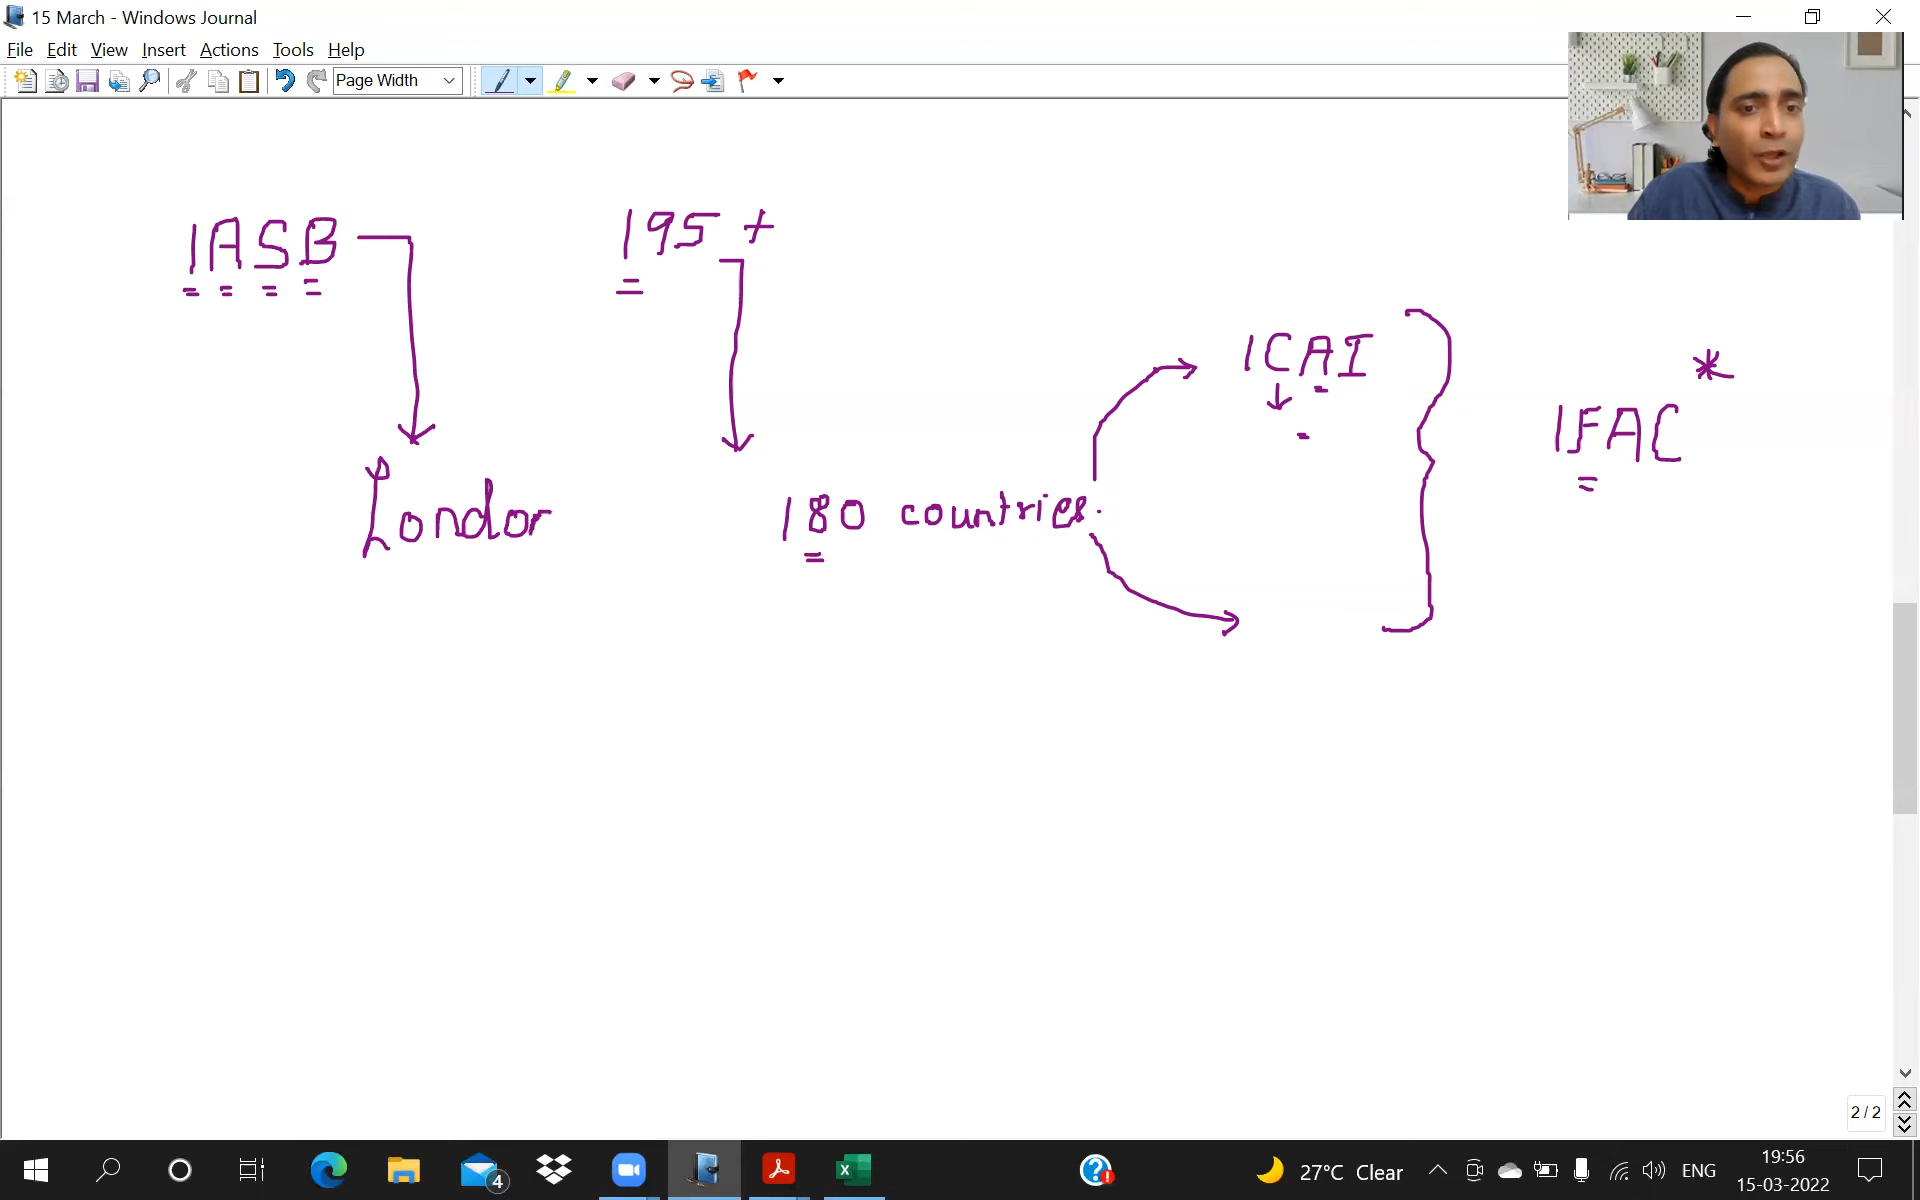 15 March - Windows Journal
File Edit View Insert Actions Tools Help
Page Width
IASB
195 +
ICAI
IFAC *
London
180 countries.
2 / 2
4
27°C Clear
ENG
19:56
15-03-2022